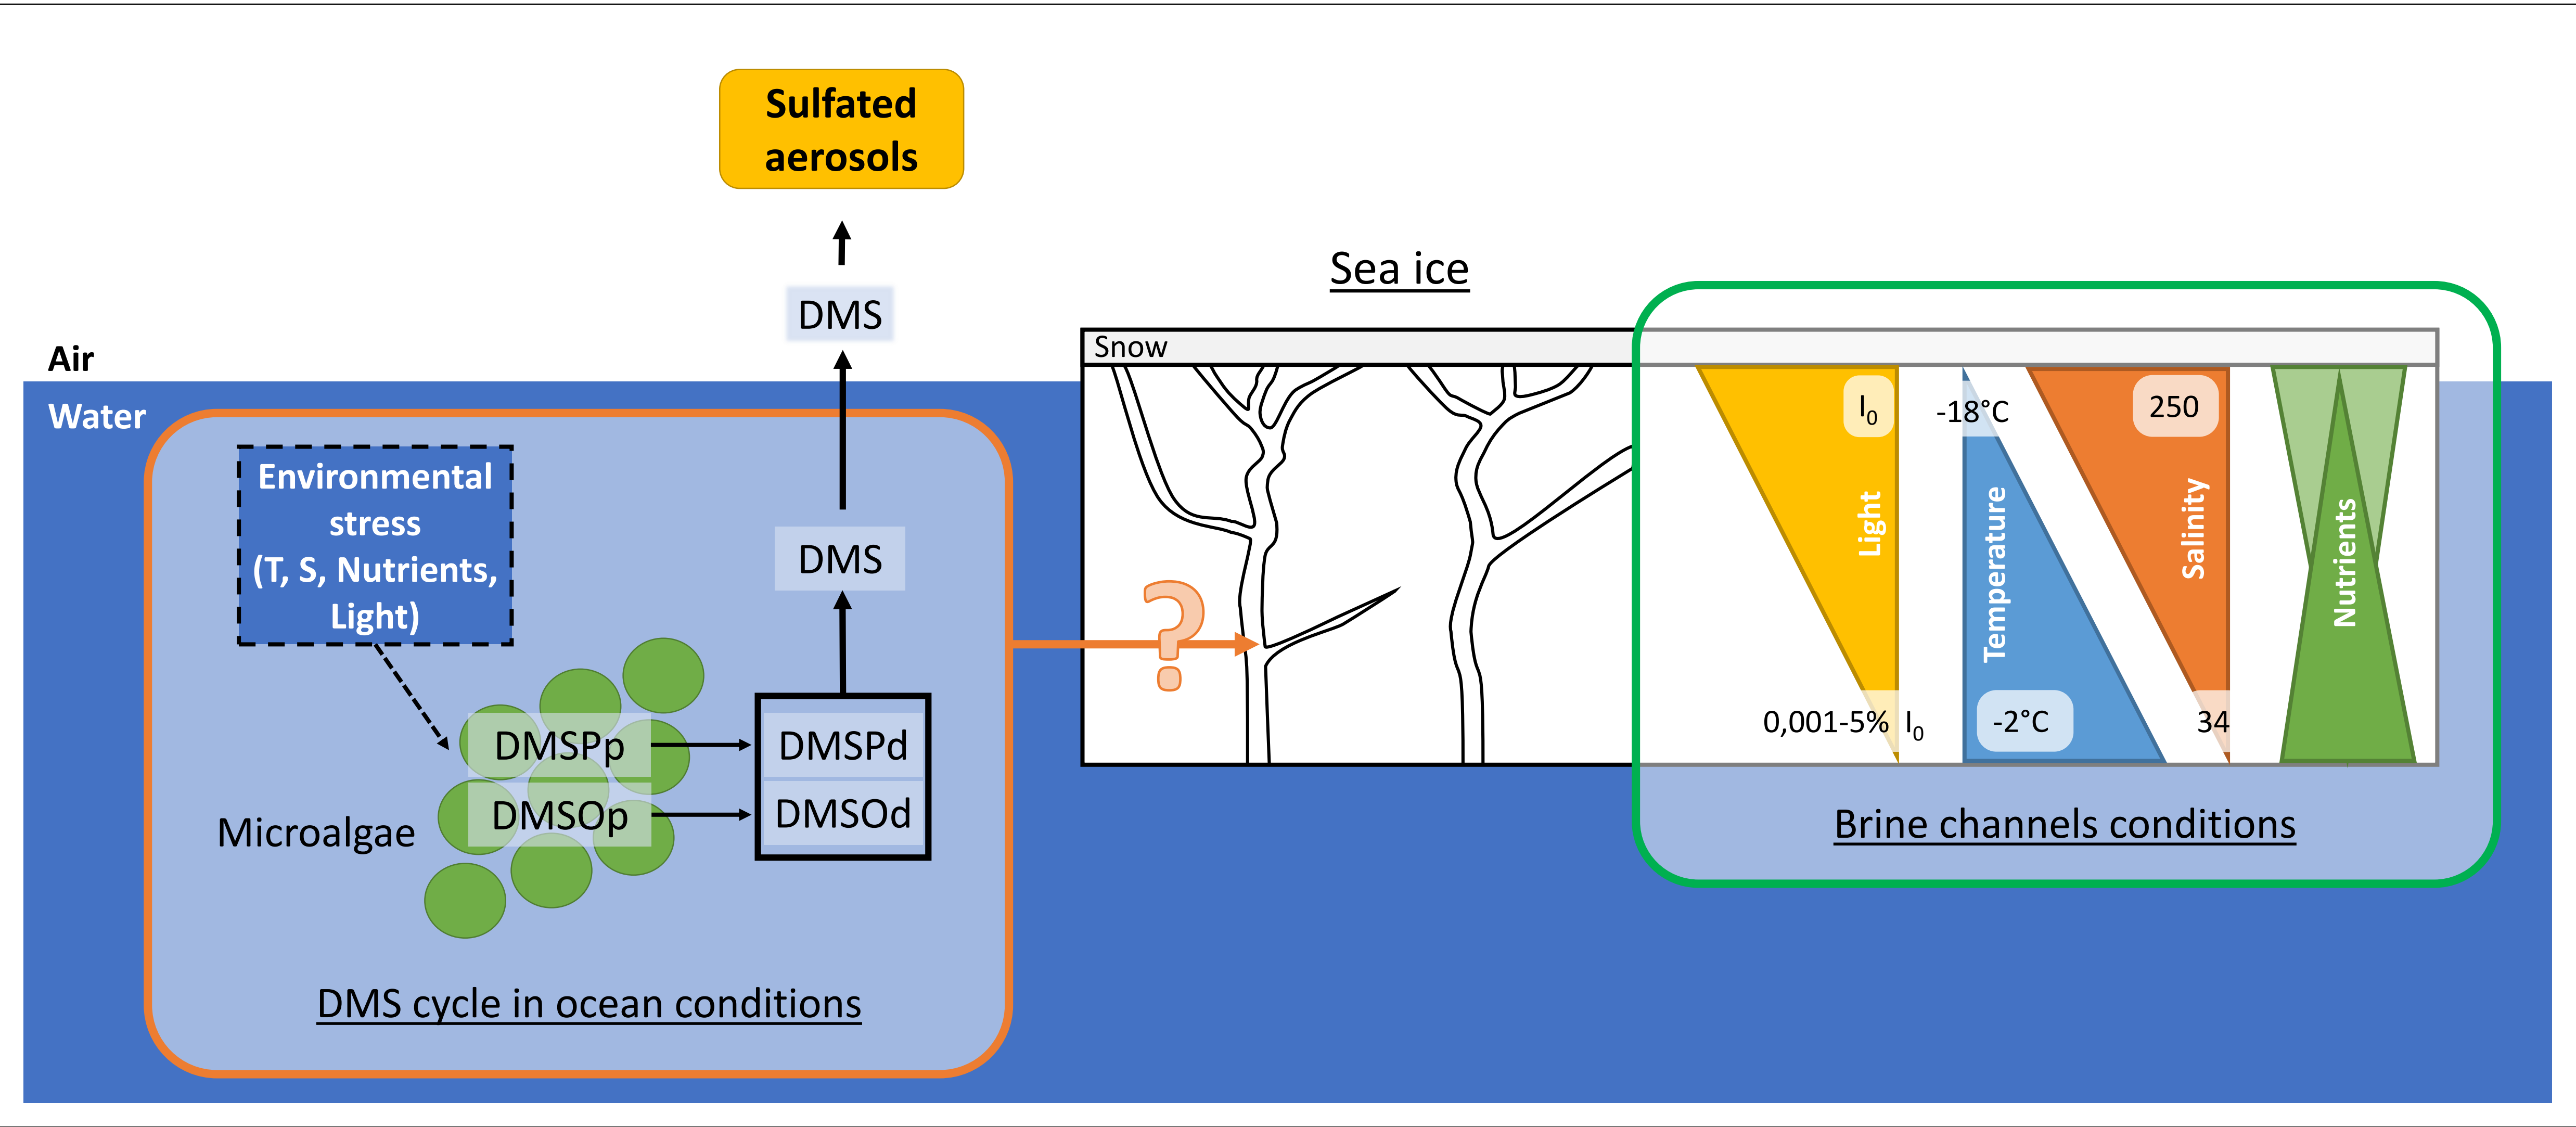 Sulfated
aerosols
DMS
Air
Water
Environmental
stress
(T, S, Nutrients,
Light)
DMS
DMSPp
DMSPd
DMSOp
DMSOd
Microalgae
DMS cycle in ocean conditions
Sea ice
Snow
?
I0
-18°C
250
Light
Temperature
Salinity
Nutrients
0,001-5% I0
-2°C
34
Brine channels conditions